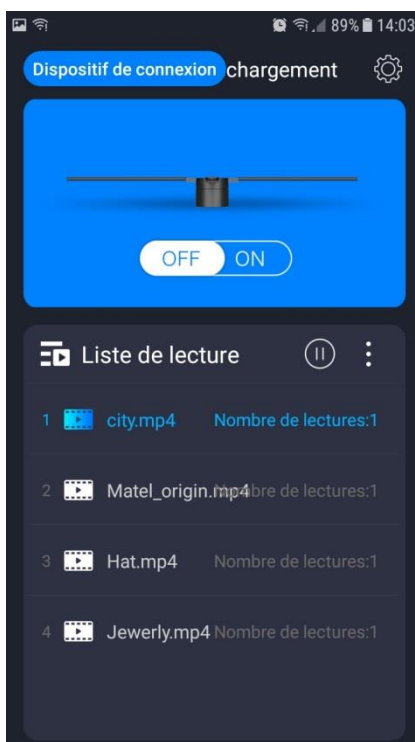 89% 14:03
Dispositif de connexion chargement
OFF ON
Liste de lecture
1 city.mp4 Nombre de lectures:1
2 Matel_origin.mp4 Nombre de lectures:1
3 Hat.mp4 Nombre de lectures:1
4 Jewerly.mp4 Nombre de lectures:1